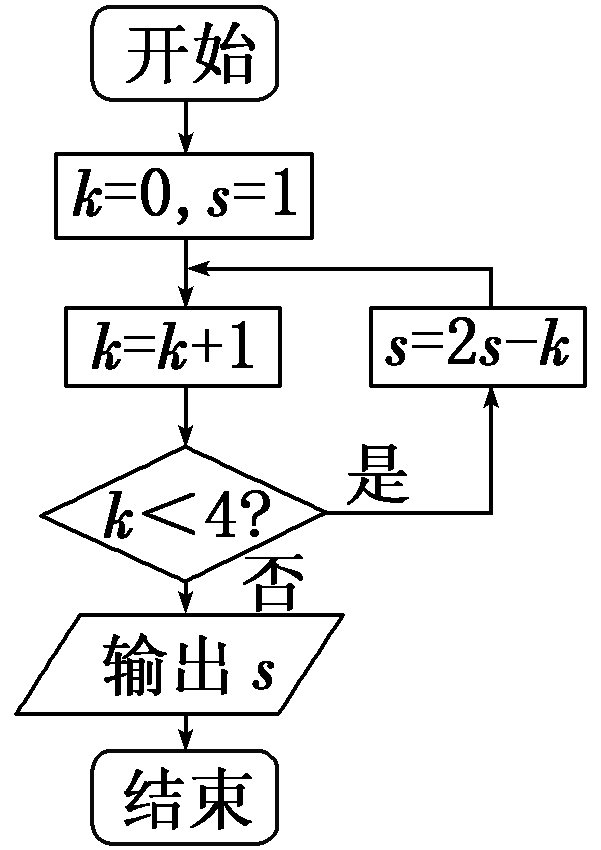 开始
k=0,s=1
k=k+1
s=2s-k
k<4?
是
否
输出 s
结束